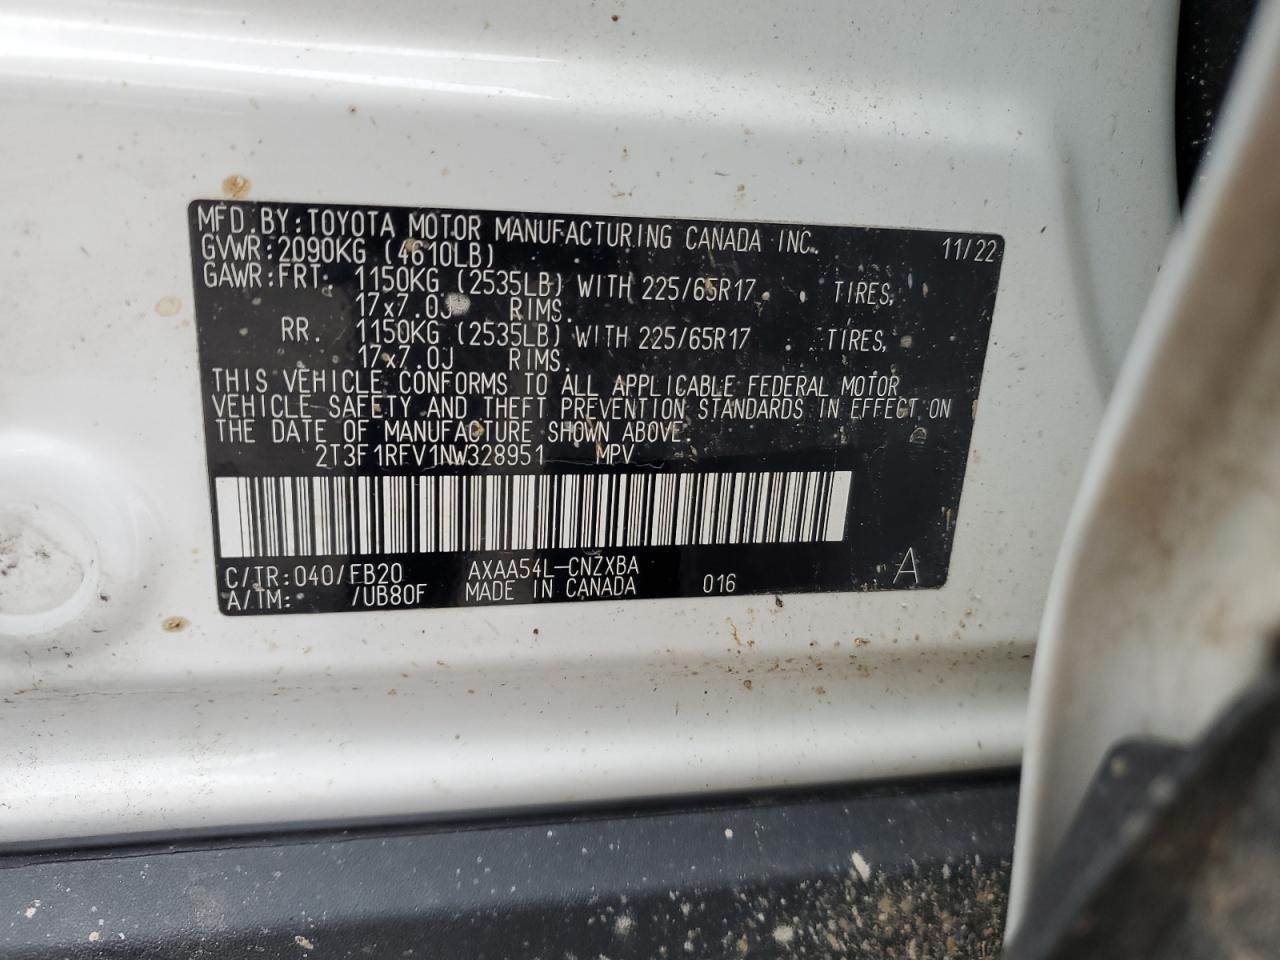 MFD.BY:TOYOTA MOTOR MANUFACTURING CANADA INC. 11/22
GVWR:2090KG (4610LB)
GAWR:FRT. 1150KG (2535LB) WITH 225/65R17 TIRES,
17x7.0J RIMS.
RR. 1150KG (2535LB) WITH 225/65R17 TIRES,
17x7.0J RIMS.
THIS VEHICLE CONFORMS TO ALL APPLICABLE FEDERAL MOTOR
VEHICLE SAFETY AND THEFT PREVENTION STANDARDS IN EFFECT ON
THE DATE OF MANUFACTURE SHOWN ABOVE.
2T3F1RFV1NW328951 MPV
C/TR:040/FB20 AXAA54L-CNZXBA
A/TM: /UB80F MADE IN CANADA 016 A